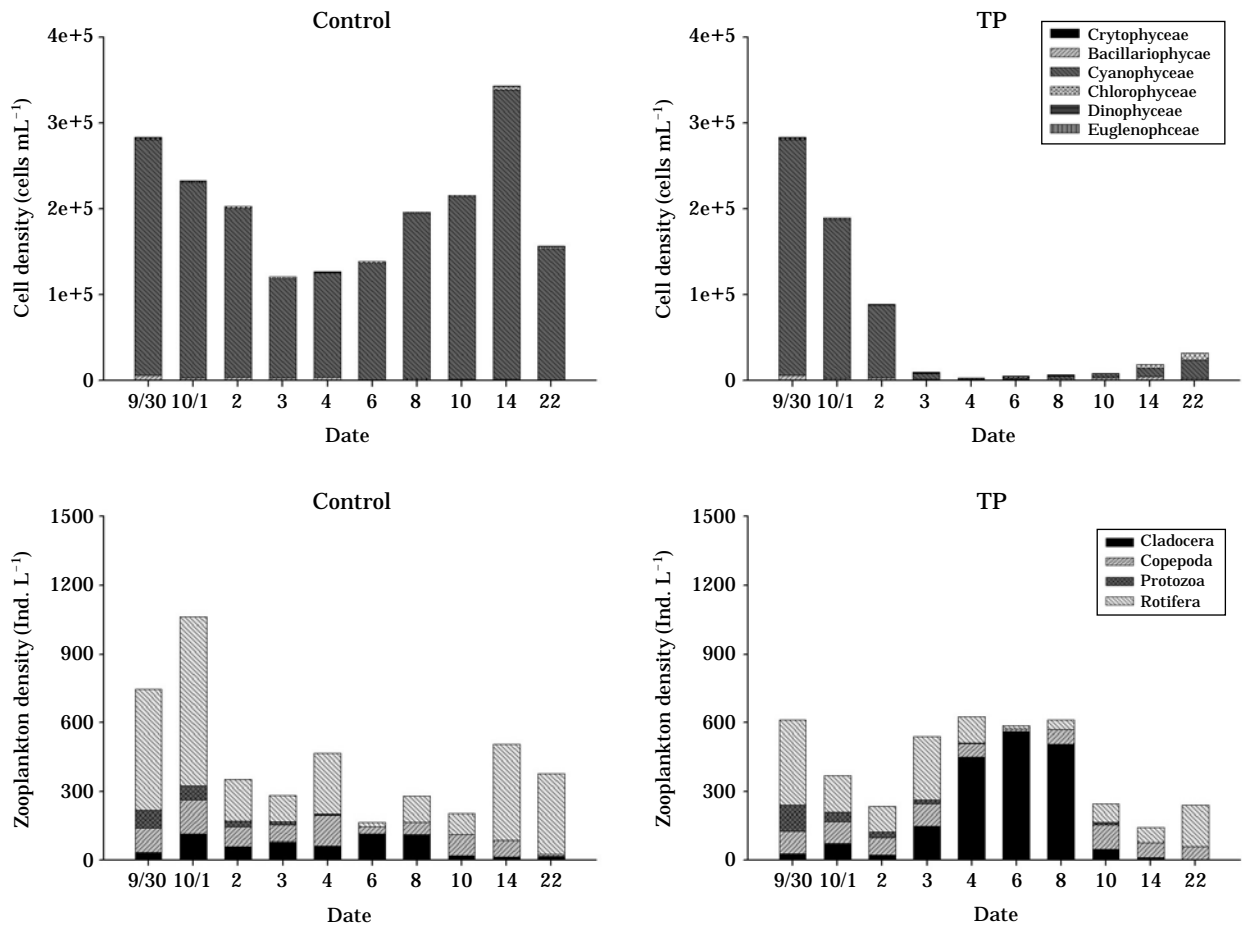 Control
Cell density (cells mL⁻¹)
4e+5
3e+5
2e+5
1e+5
0
9/30 10/1 2 3 4 6 8 10 14 22
Date
TP
Cell density (cells mL⁻¹)
4e+5
3e+5
2e+5
1e+5
0
Crytophyceae
Bacillariophycae
Cyanophyceae
Chlorophyceae
Dinophyceae
Euglenophceae
9/30 10/1 2 3 4 6 8 10 14 22
Date
Control
Zooplankton density (Ind. L⁻¹)
1500
1200
900
600
300
0
9/30 10/1 2 3 4 6 8 10 14 22
Date
TP
Zooplankton density (Ind. L⁻¹)
1500
1200
900
600
300
0
Cladocera
Copepoda
Protozoa
Rotifera
9/30 10/1 2 3 4 6 8 10 14 22
Date